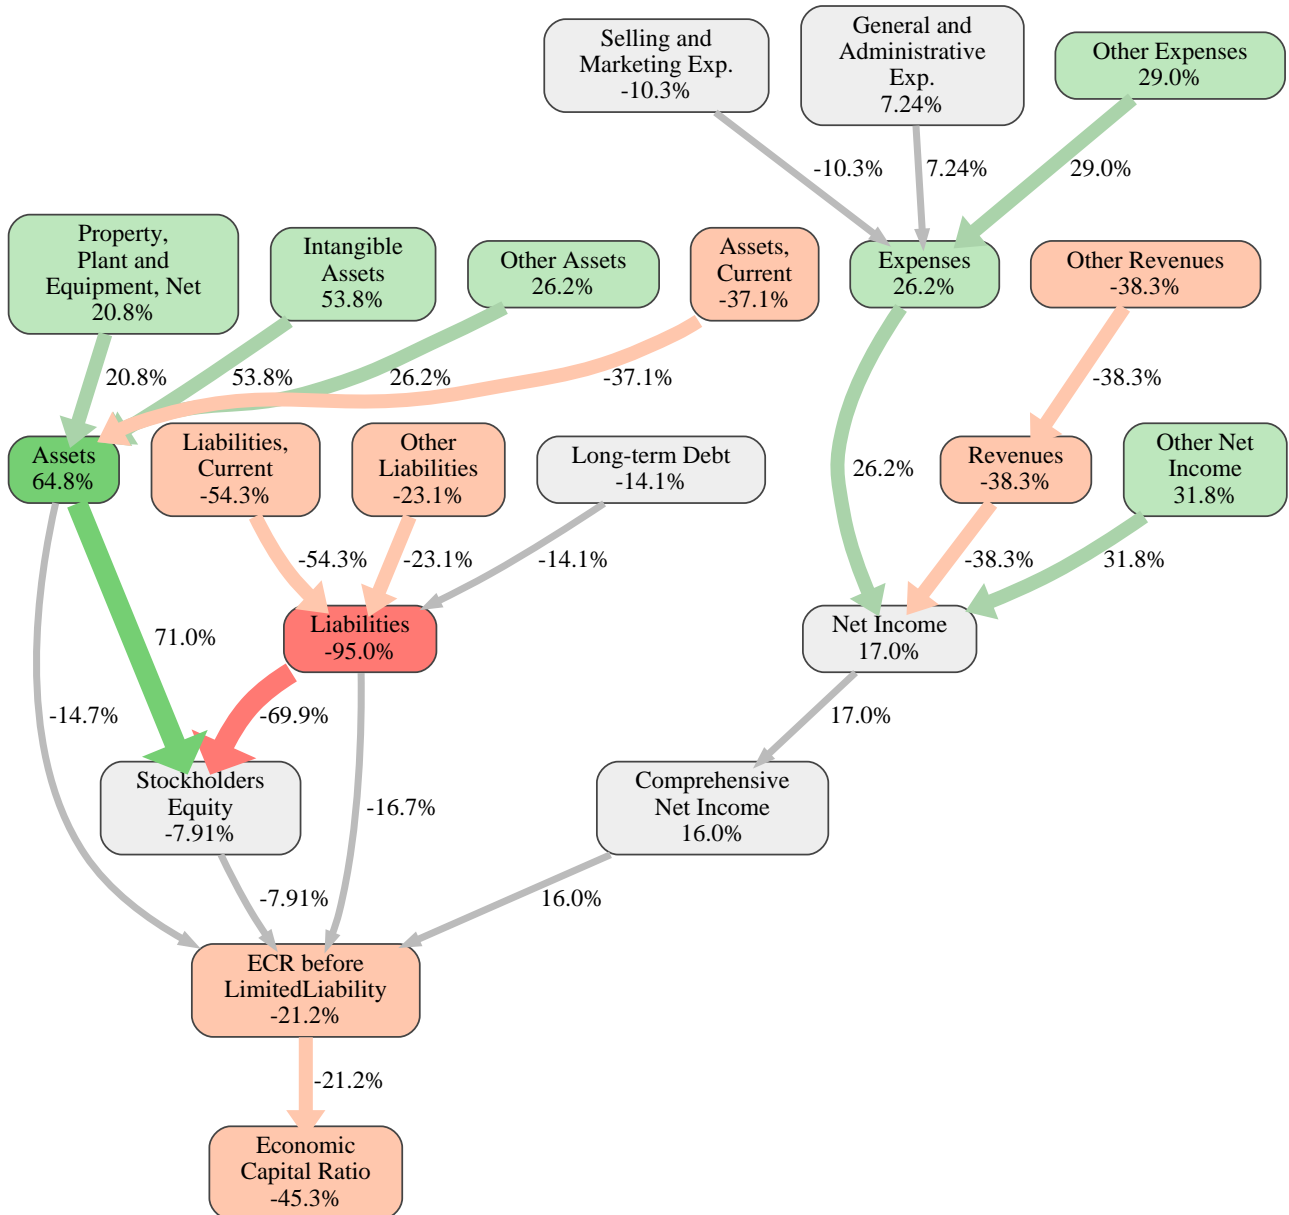 Selling and
Marketing Exp.
-10.3%
General and
Administrative
Exp.
7.24%
Other Expenses
29.0%
-10.3%
7.24%
29.0%
Property,
Plant and
Equipment, Net
20.8%
Intangible
Assets
53.8%
Other Assets
26.2%
Assets,
Current
-37.1%
Expenses
26.2%
Other Revenues
-38.3%
20.8%
53.8%
26.2%
-37.1%
-38.3%
Assets
64.8%
Liabilities,
Current
-54.3%
Other
Liabilities
-23.1%
Long-term Debt
-14.1%
26.2%
Revenues
-38.3%
Other Net
Income
31.8%
-54.3%
-23.1%
-14.1%
-38.3%
31.8%
71.0%
Liabilities
-95.0%
Net Income
17.0%
-14.7%
-69.9%
17.0%
Stockholders
Equity
-7.91%
-16.7%
Comprehensive
Net Income
16.0%
-7.91%
16.0%
ECR before
LimitedLiability
-21.2%
-21.2%
Economic
Capital Ratio
-45.3%